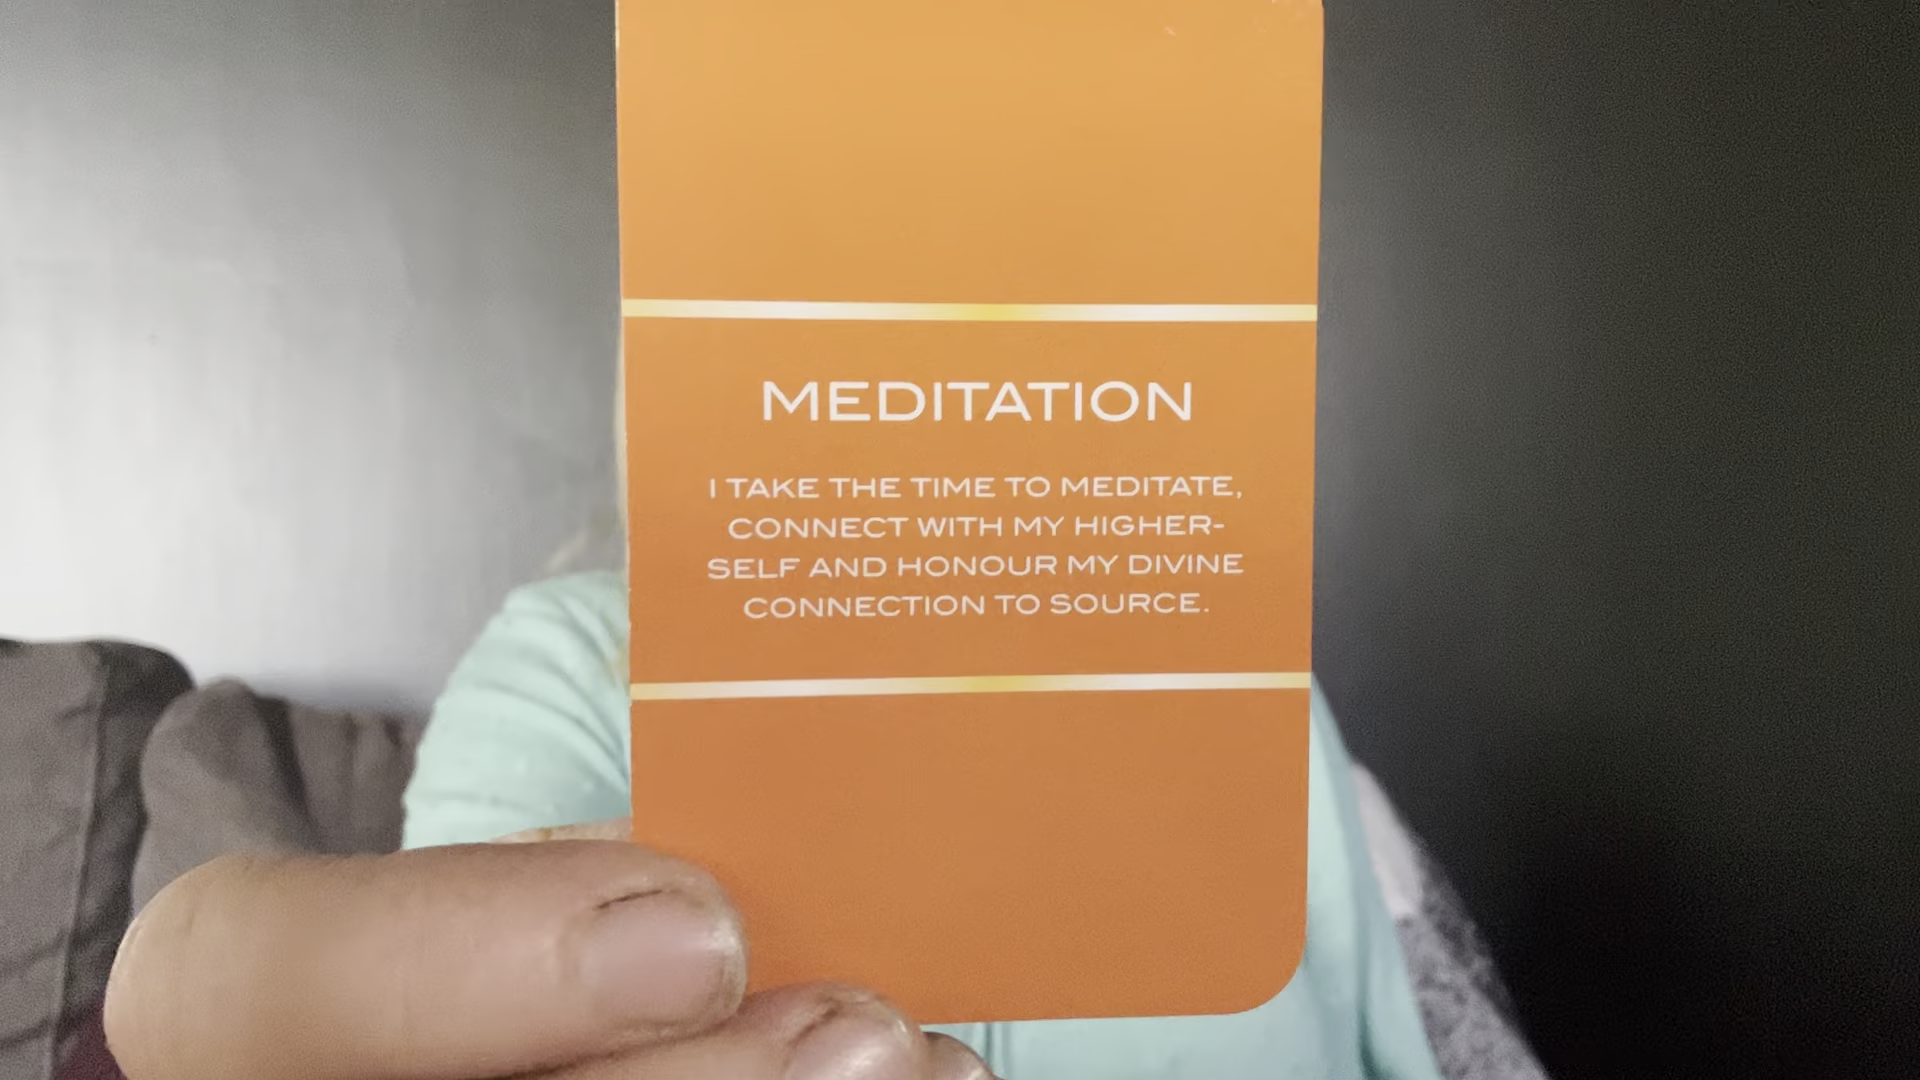 MEDITATION
I TAKE THE TIME TO MEDITATE,
CONNECT WITH MY HIGHER-
SELF AND HONOUR MY DIVINE
CONNECTION TO SOURCE.